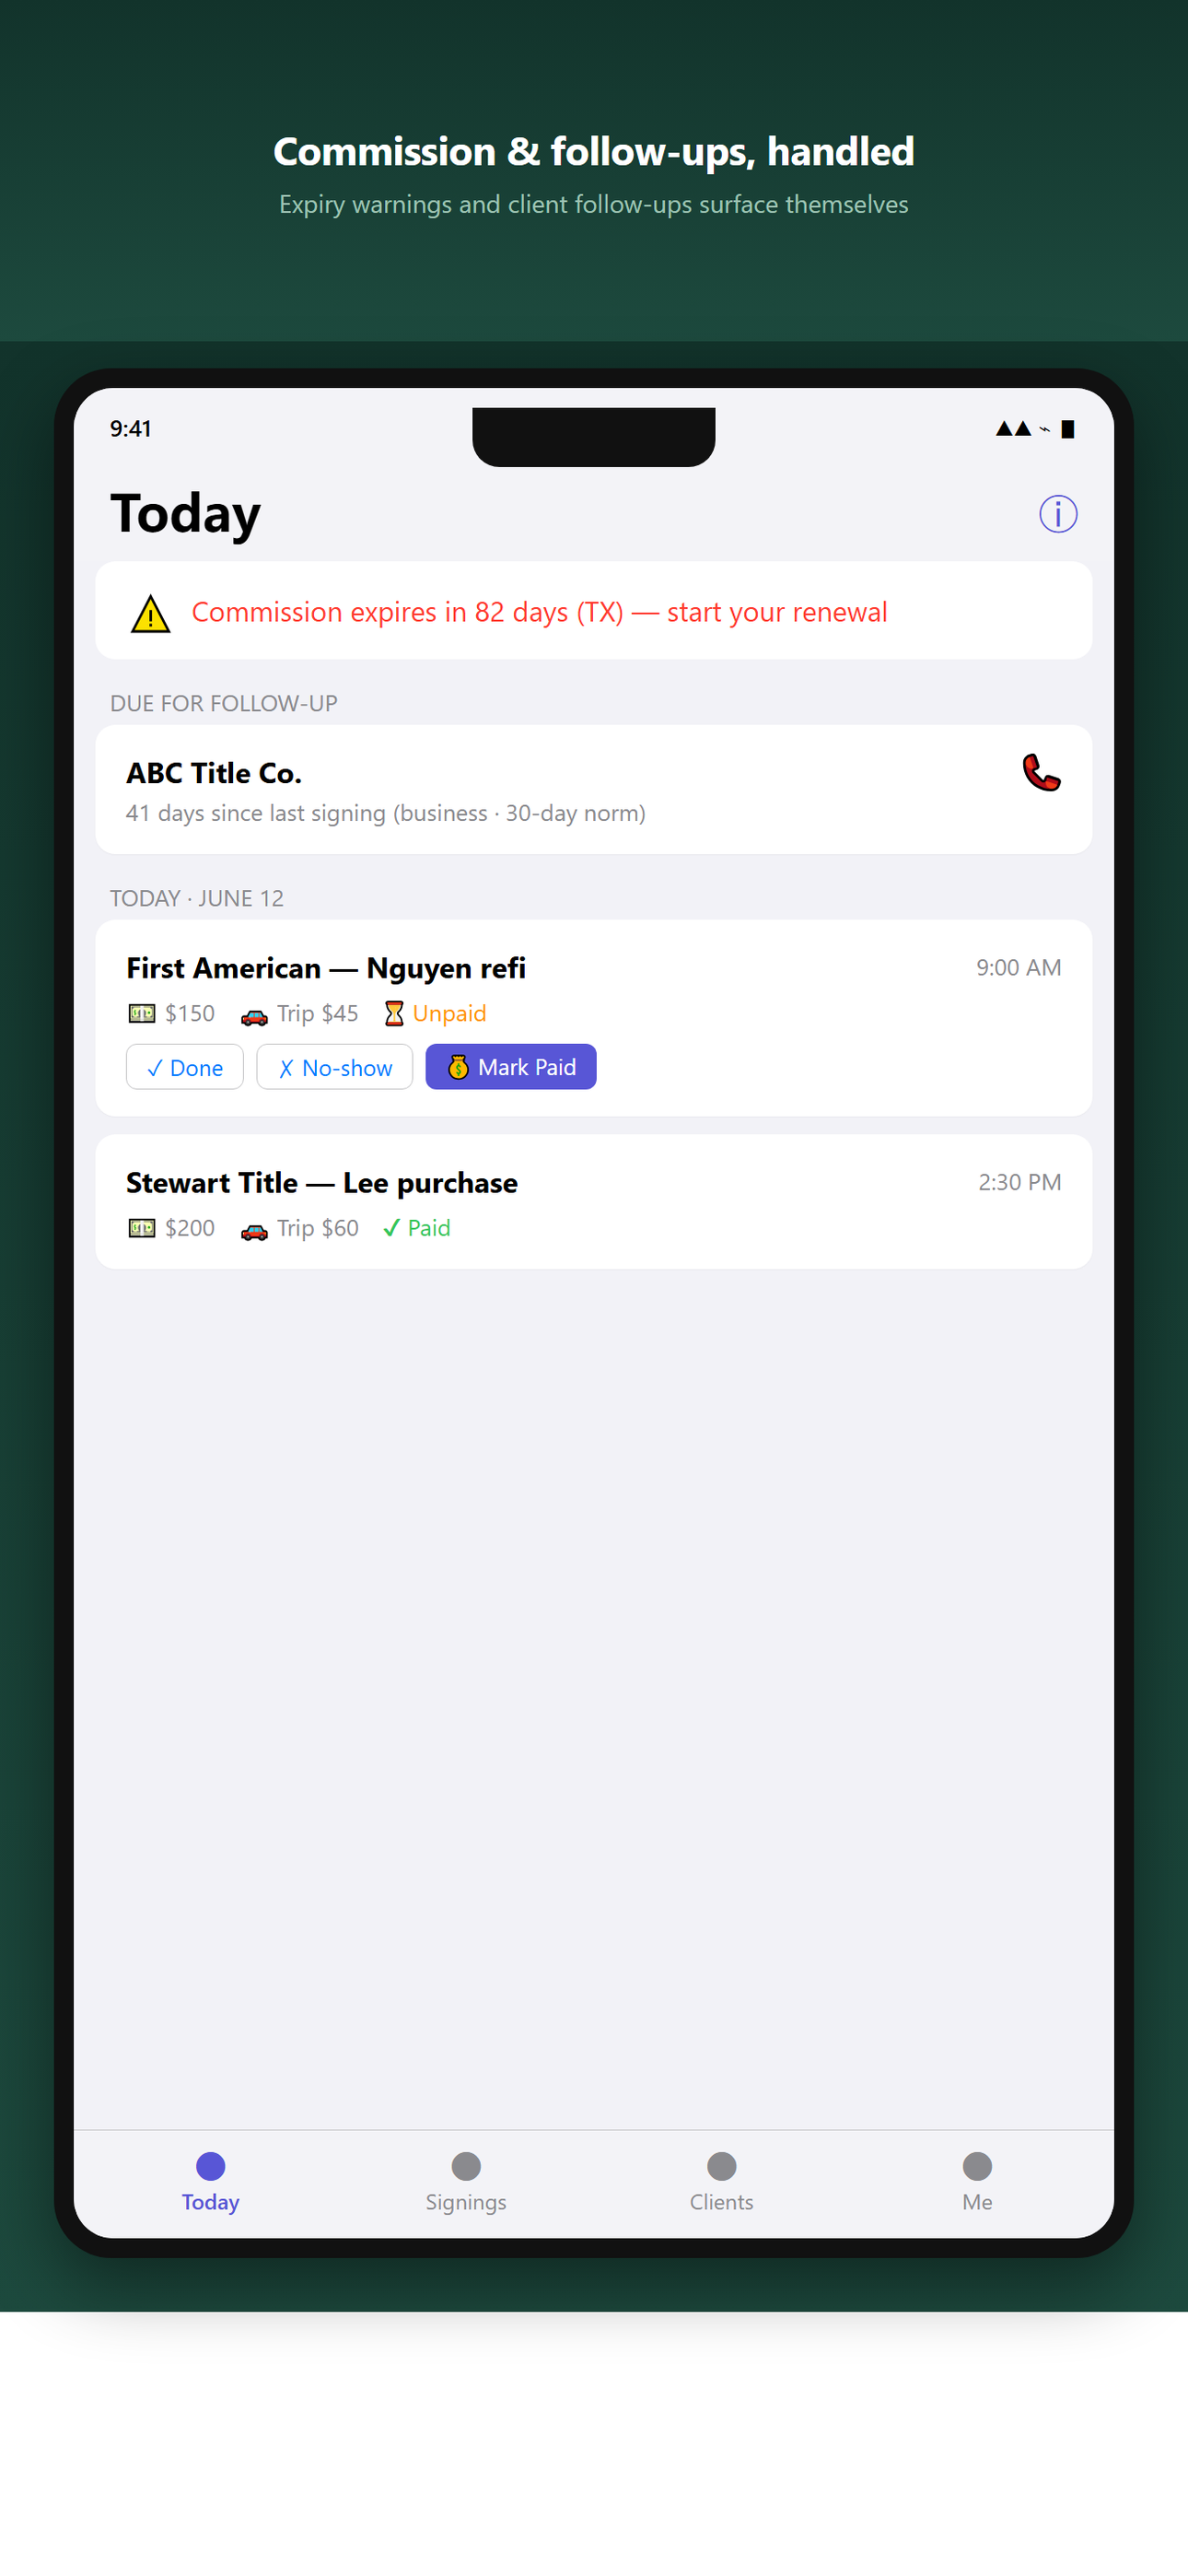 Commission & follow-ups, handled
Expiry warnings and client follow-ups surface themselves
9:41
Today
Commission expires in 82 days (TX) — start your renewal
DUE FOR FOLLOW-UP
ABC Title Co.
41 days since last signing (business · 30-day norm)
TODAY · JUNE 12
First American — Nguyen refi 9:00 AM
$150 Trip $45 Unpaid
✓ Done ✗ No-show Mark Paid
Stewart Title — Lee purchase 2:30 PM
$200 Trip $60 ✓ Paid
Today Signings Clients Me